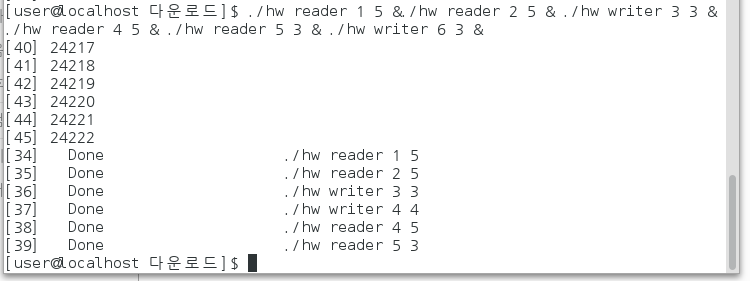 [user@localhost 다운로드]$ ./hw reader 1 5 &./hw reader 2 5 &./hw writer 3 3 &
./hw reader 4 5 &./hw reader 5 3 &./hw writer 6 3 &
[40] 24217
[41] 24218
[42] 24219
[43] 24220
[44] 24221
[45] 24222
[34]   Done                    ./hw reader 1 5
[35]   Done                    ./hw reader 2 5
[36]   Done                    ./hw writer 3 3
[37]   Done                    ./hw writer 4 4
[38]   Done                    ./hw reader 4 5
[39]   Done                    ./hw reader 5 3
[user@localhost 다운로드]$